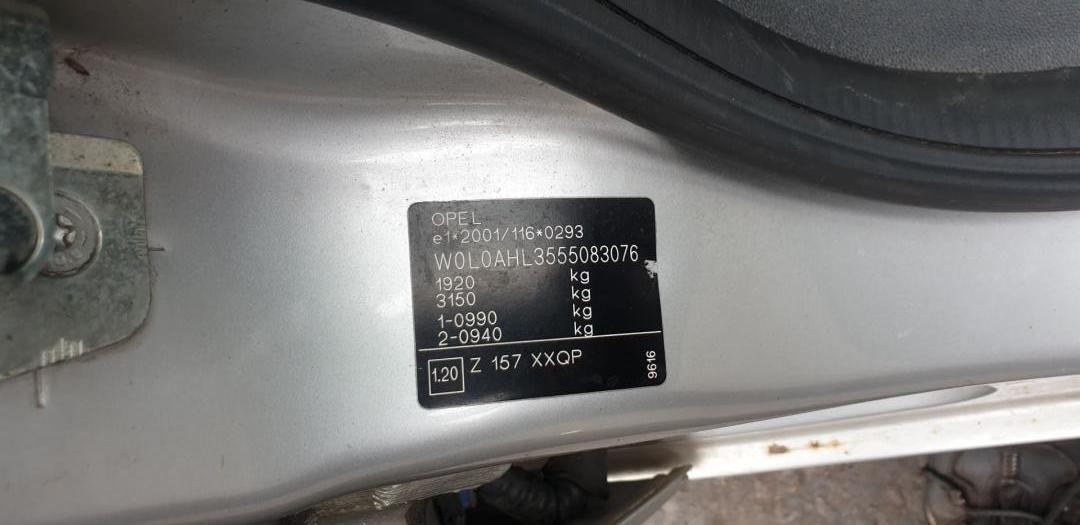 OPEL
e1*2001/116*0293
W0L0AHL3555083076
1920 kg
3150 kg
1-0990 kg
2-0940 kg
1.20 Z 157 XXQP
9616